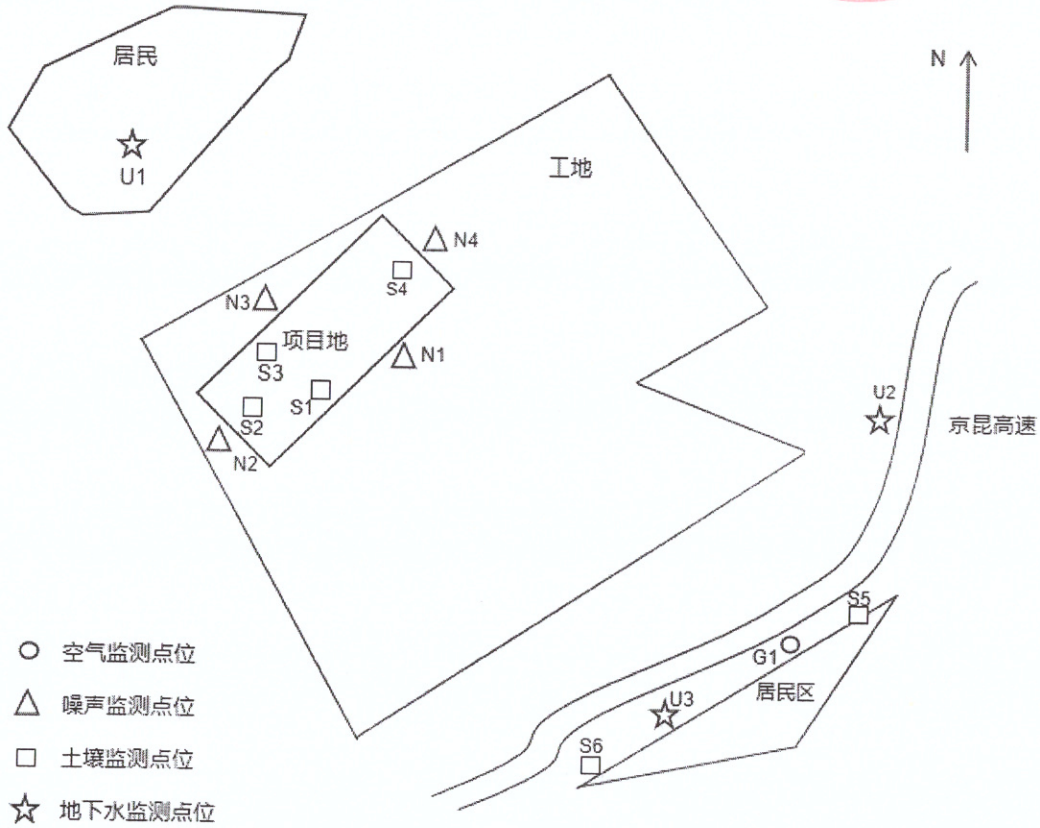 居民
U1
N
工地
N4
S4
N3
项目地
S3
N1
S1
S2
N2
U2
京昆高速
S5
G1
居民区
U3
S6
空气监测点位
噪声监测点位
土壤监测点位
地下水监测点位